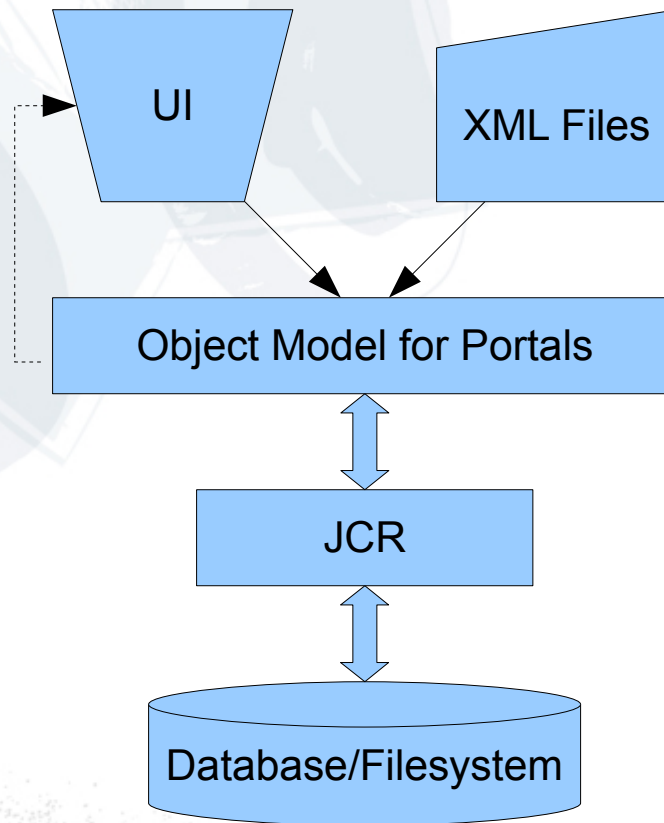 UI
XML Files
Object Model for Portals
JCR
Database/Filesystem